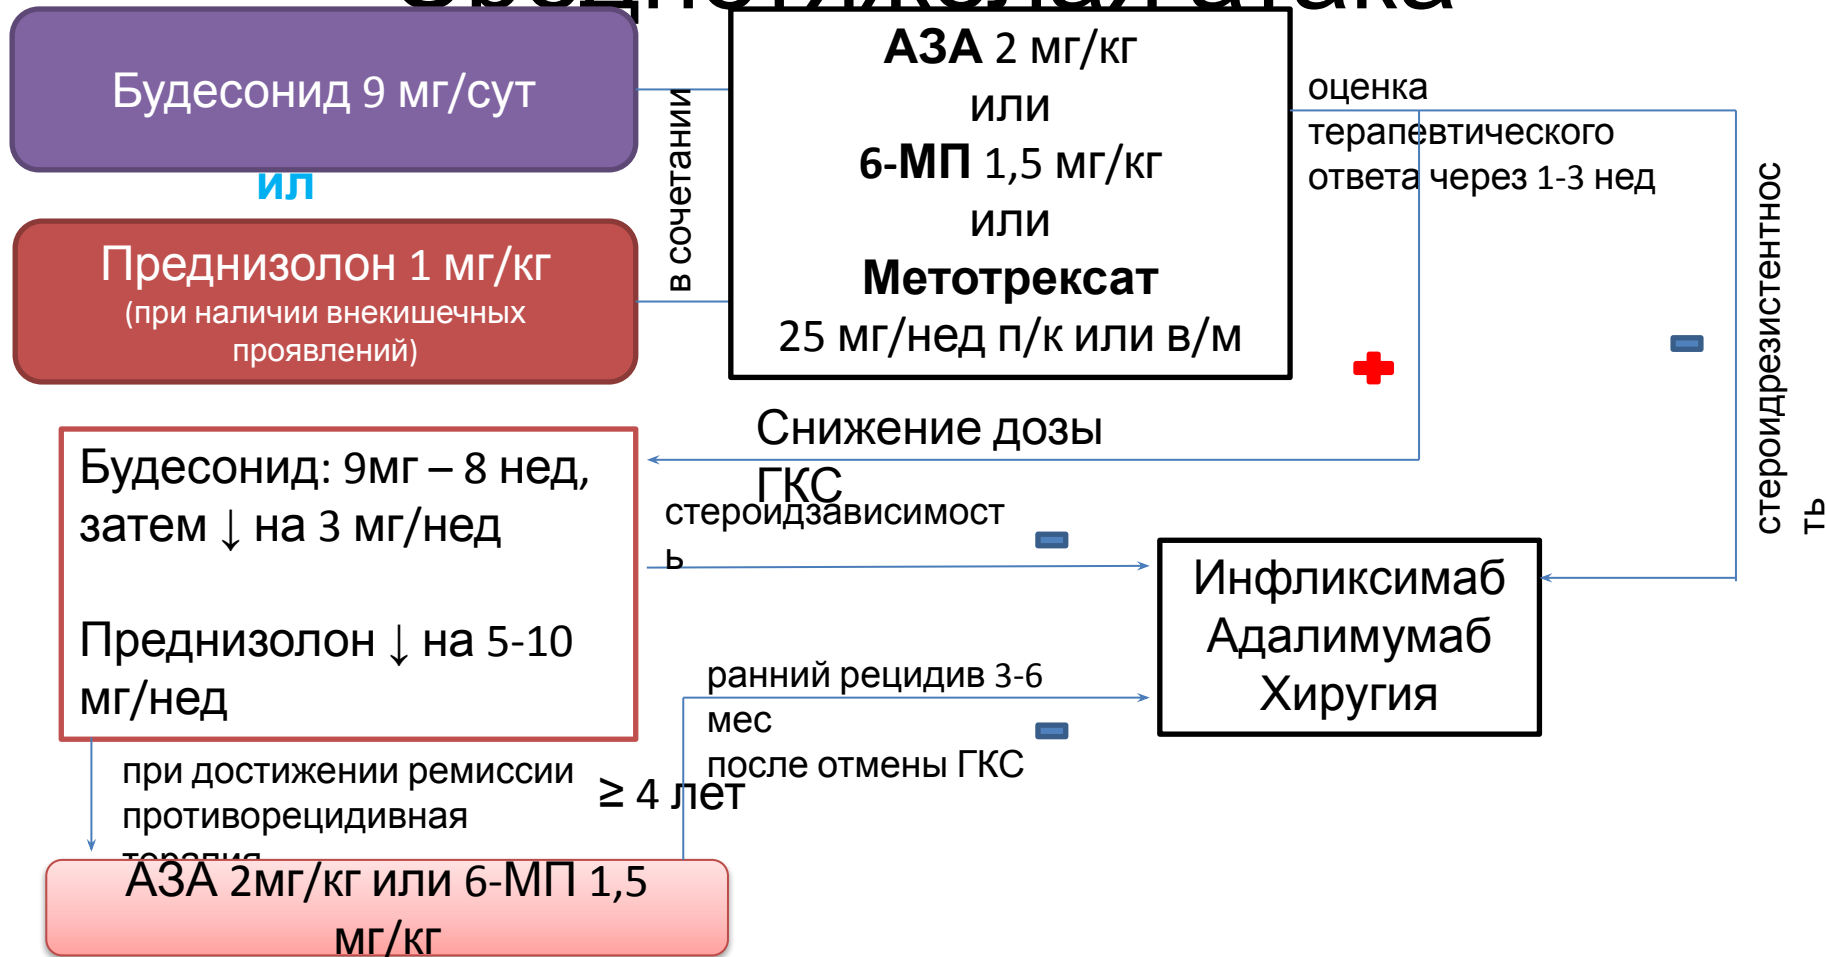 Среднетяжелая атака
Будесонид 9 мг/сут
ил
Преднизолон 1 мг/кг
(при наличии внекишечных
проявлений)
в сочетании
АЗА 2 мг/кг
или
6-МП 1,5 мг/кг
или
Метотрексат
25 мг/нед п/к или в/м
оценка
терапевтического
ответа через 1-3 нед
стероидрезистентнос
ть
Снижение дозы
ГКС
Будесонид: 9мг – 8 нед,
затем ↓ на 3 мг/нед
Преднизолон ↓ на 5-10
мг/нед
стероидзависимост
ь
Инфликсимаб
Адалимумаб
Хиругия
ранний рецидив 3-6
мес
после отмены ГКС
при достижении ремиссии
противорецидивная
терапия
≥ 4 лет
АЗА 2мг/кг или 6-МП 1,5
мг/кг